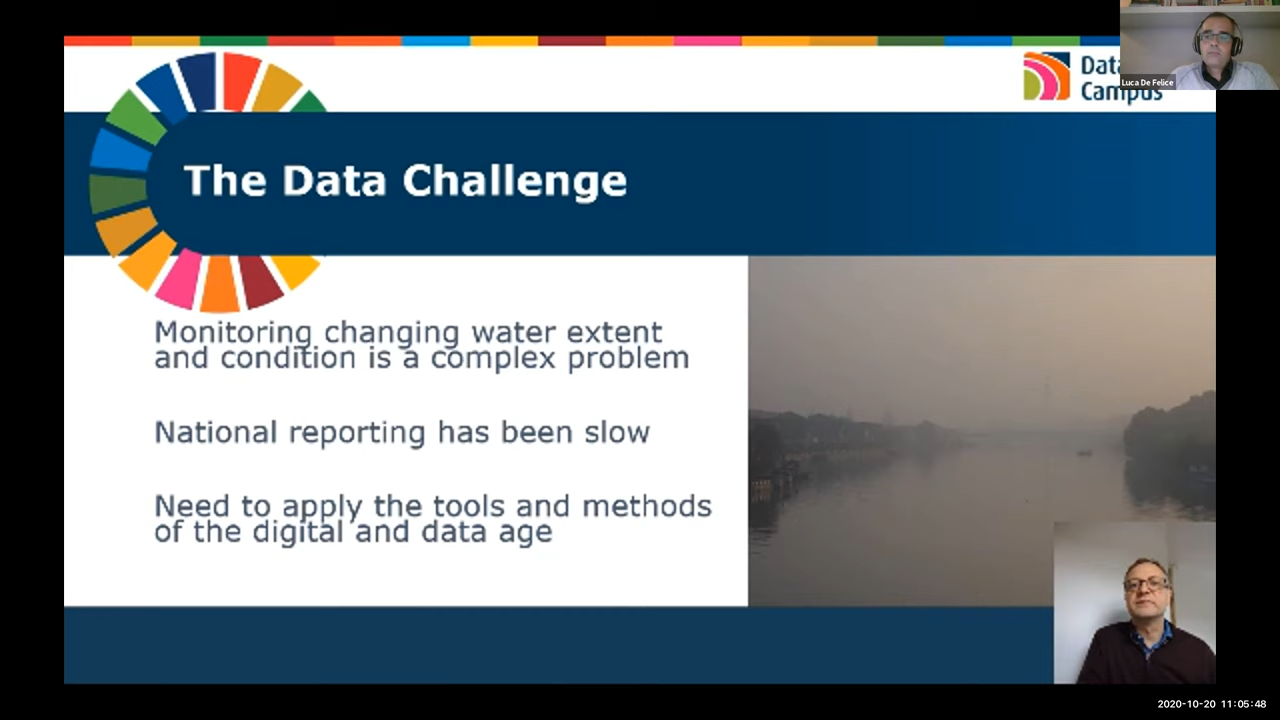 Data
Campus
Luca De Felice
The Data Challenge
Monitoring changing water extent
and condition is a complex problem
National reporting has been slow
Need to apply the tools and methods
of the digital and data age
2020-10-20 11:05:48